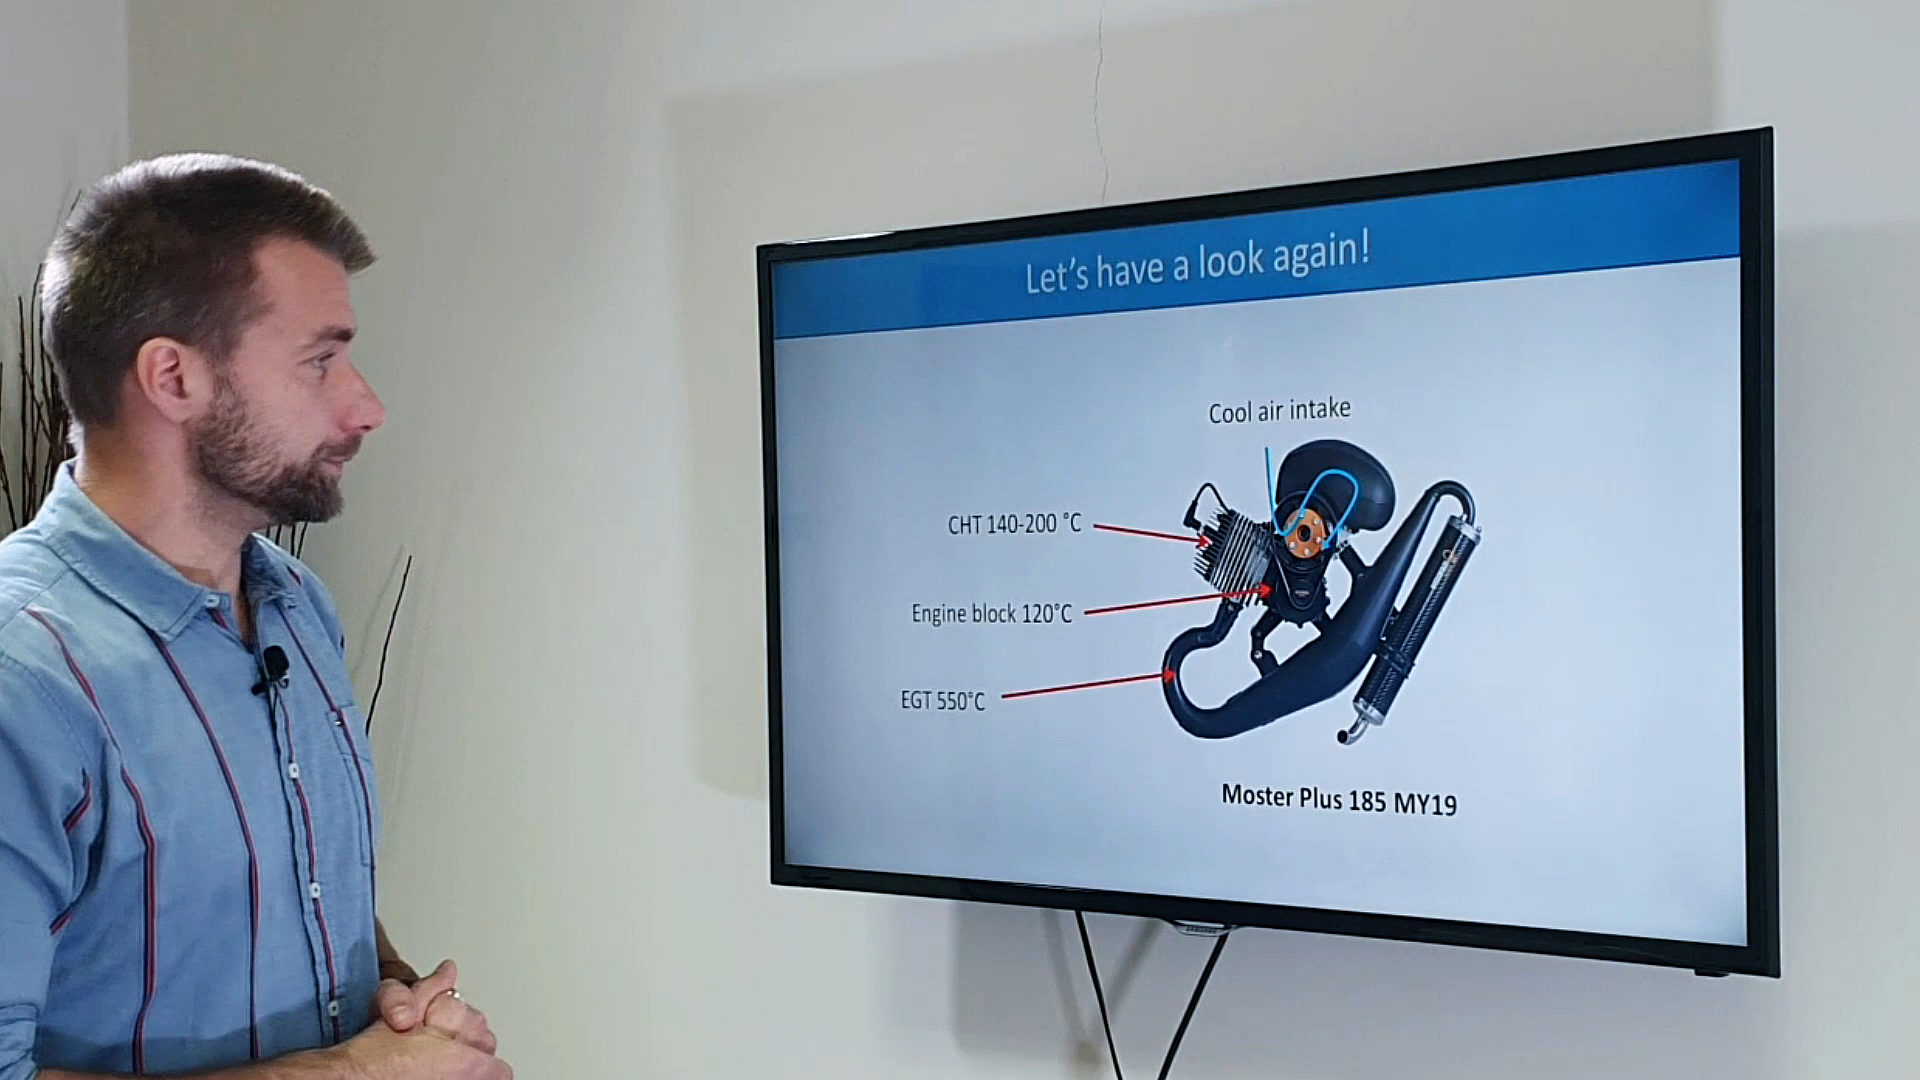 Let's have a look again!
Cool air intake
CHT 140-200 °C
Engine block 120°C
EGT 550°C
Moster Plus 185 MY19